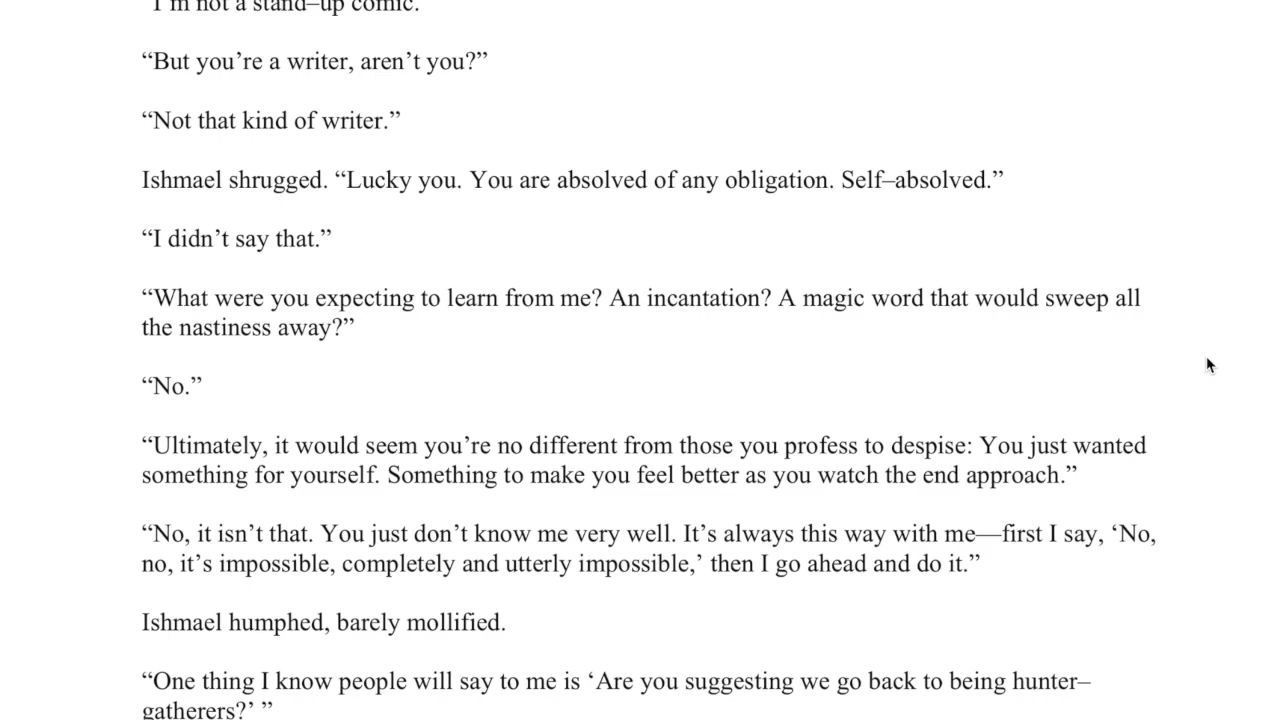 “I’m not a stand–up comic.
“But you’re a writer, aren’t you?”
“Not that kind of writer.”
Ishmael shrugged. “Lucky you. You are absolved of any obligation. Self–absolved.”
“I didn’t say that.”
“What were you expecting to learn from me? An incantation? A magic word that would sweep all
the nastiness away?”
“No.”
“Ultimately, it would seem you’re no different from those you profess to despise: You just wanted
something for yourself. Something to make you feel better as you watch the end approach.”
“No, it isn’t that. You just don’t know me very well. It’s always this way with me—first I say, ‘No,
no, it’s impossible, completely and utterly impossible,’ then I go ahead and do it.”
Ishmael humphed, barely mollified.
“One thing I know people will say to me is ‘Are you suggesting we go back to being hunter–
gatherers?’ ”